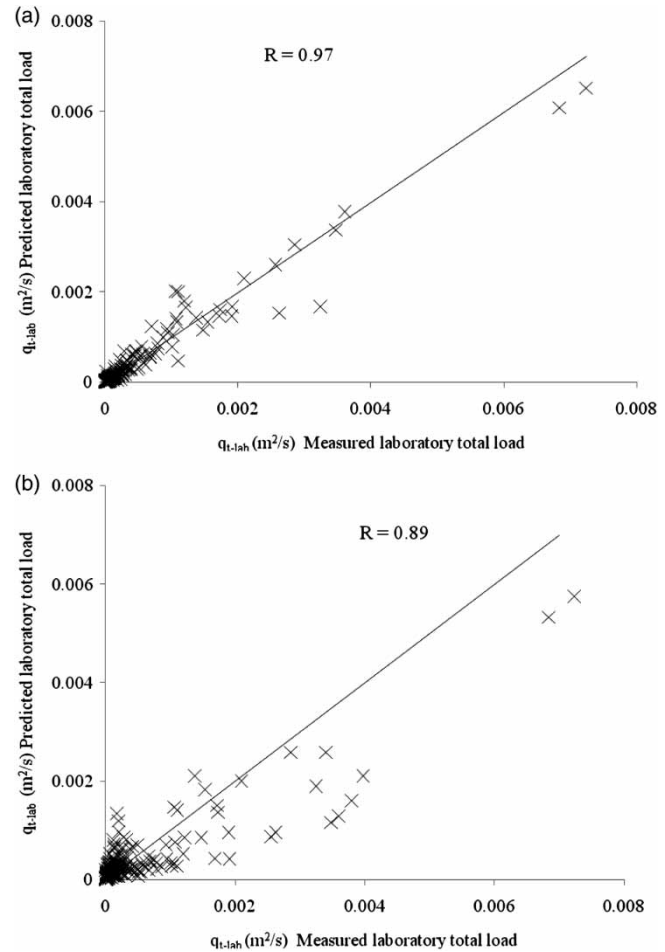 (a)
0.008
R = 0.97
0.006
0.004
0.002
0
qt-lab (m²/s) Predicted laboratory total load
0 0.002 0.004 0.006 0.008
qt-lab (m²/s) Measured laboratory total load
(b)
0.008
R = 0.89
0.006
0.004
0.002
0
qt-lab (m²/s) Predicted laboratory total load
0 0.002 0.004 0.006 0.008
qt-lab (m²/s) Measured laboratory total load